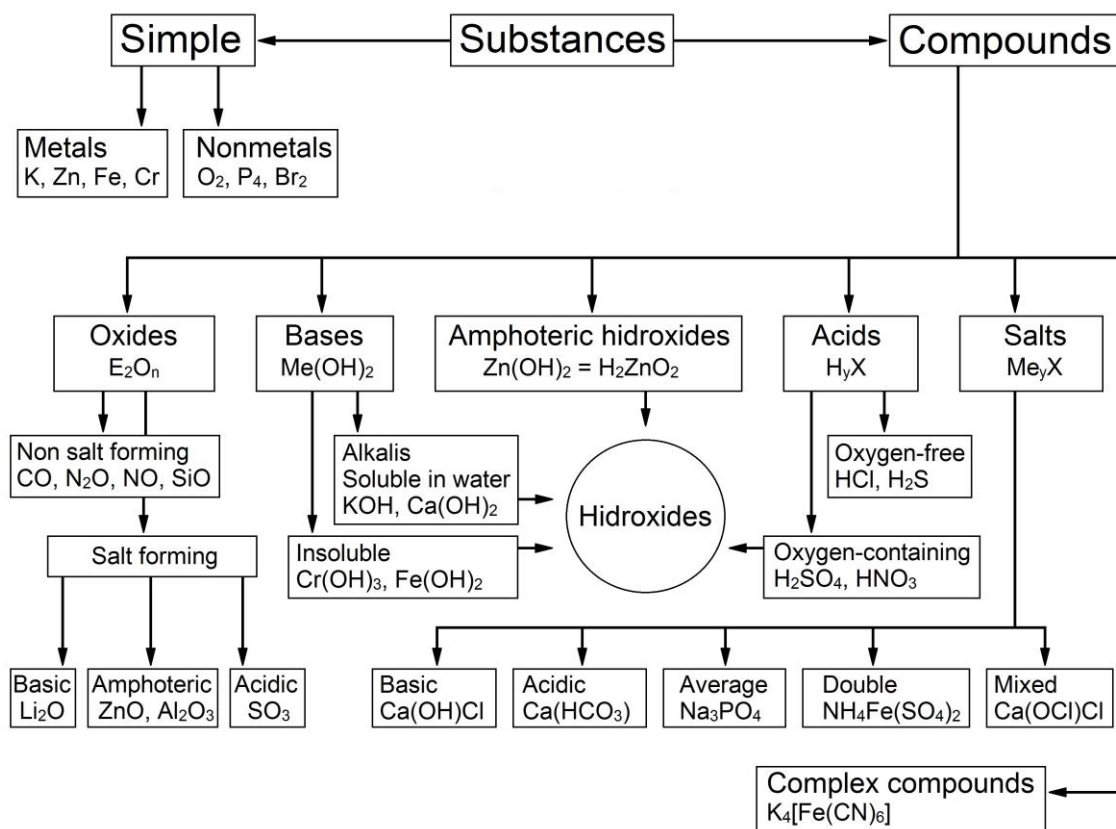 Simple
Substances
Compounds
Metals
K, Zn, Fe, Cr
Nonmetals
O₂, P₄, Br₂
Oxides
E₂Oₙ
Bases
Me(OH)₂
Amphoteric hidroxides
Zn(OH)₂ = H₂ZnO₂
Acids
HᵧX
Salts
MeᵧX
Non salt forming
CO, N₂O, NO, SiO
Alkalis
Soluble in water
KOH, Ca(OH)₂
Hidroxides
Oxygen-free
HCl, H₂S
Salt forming
Insoluble
Cr(OH)₃, Fe(OH)₂
Oxygen-containing
H₂SO₄, HNO₃
Basic
Li₂O
Amphoteric
ZnO, Al₂O₃
Acidic
SO₃
Basic
Ca(OH)Cl
Acidic
Ca(HCO₃)
Average
Na₃PO₄
Double
NH₄Fe(SO₄)₂
Mixed
Ca(OCl)Cl
Complex compounds
K₄[Fe(CN)₆]